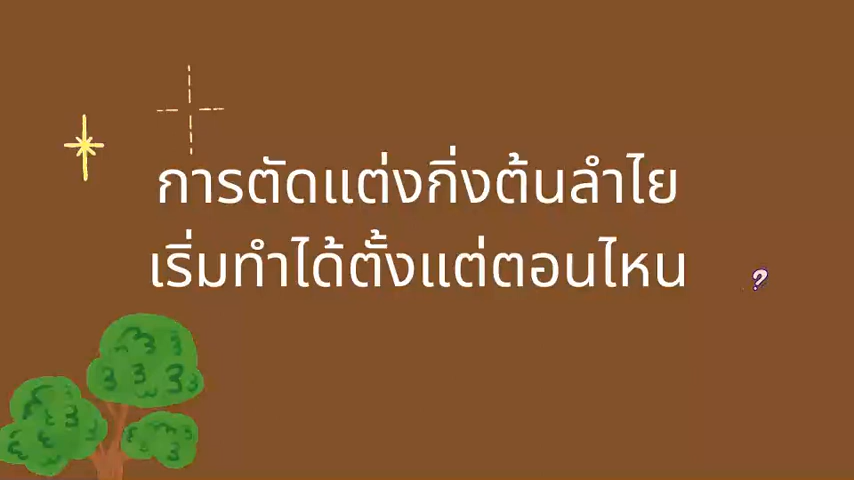 การตัดแต่งกิ่งต้นลำไย
เริ่มทำได้ตั้งแต่ตอนไหน ?